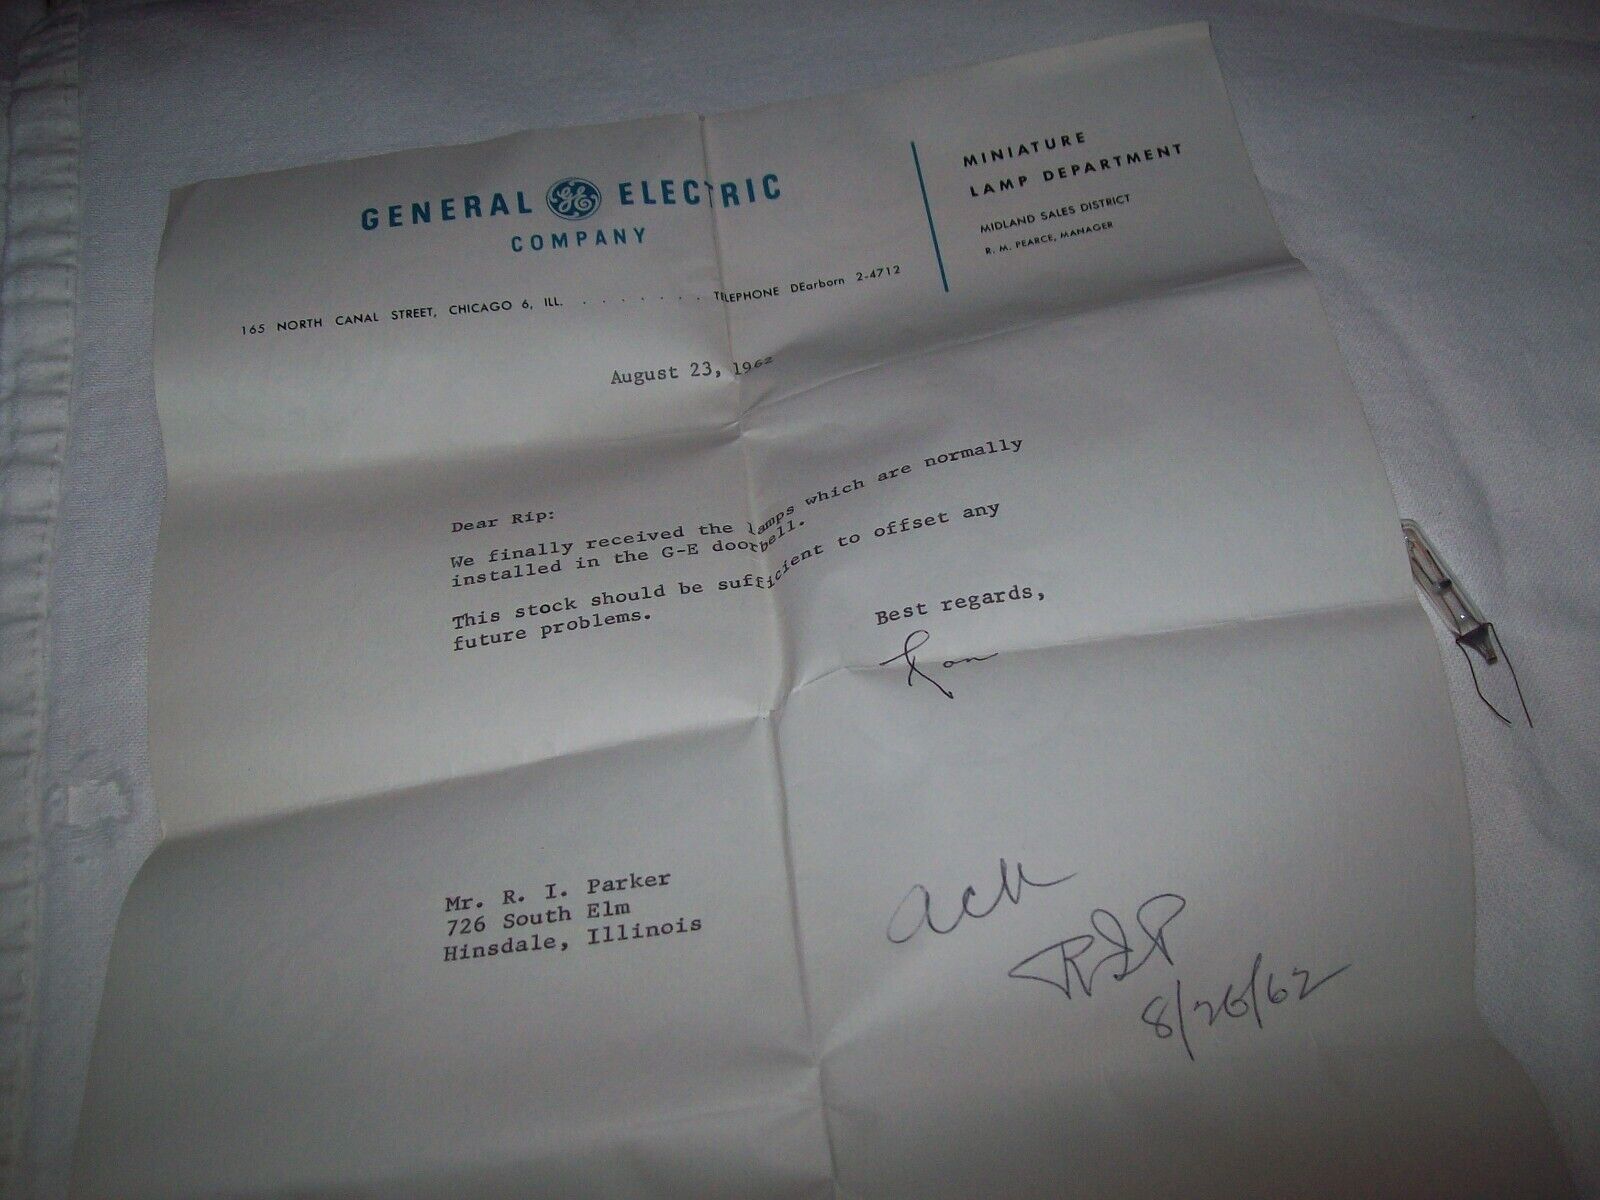 GENERAL GE ELECTRIC
COMPANY
165 NORTH CANAL STREET, CHICAGO 6, ILL. . . . . . . . TELEPHONE DEarborn 2-4712
MINIATURE
LAMP DEPARTMENT
MIDLAND SALES DISTRICT
R. M. PEARCE, MANAGER
August 23, 1962
Dear Rip:
We finally received the lamps which are normally
installed in the G-E doorbell.
This stock should be sufficient to offset any
future problems.
Best regards,
Ron
Mr. R. I. Parker
726 South Elm
Hinsdale, Illinois
Ack
RIP
8/26/62